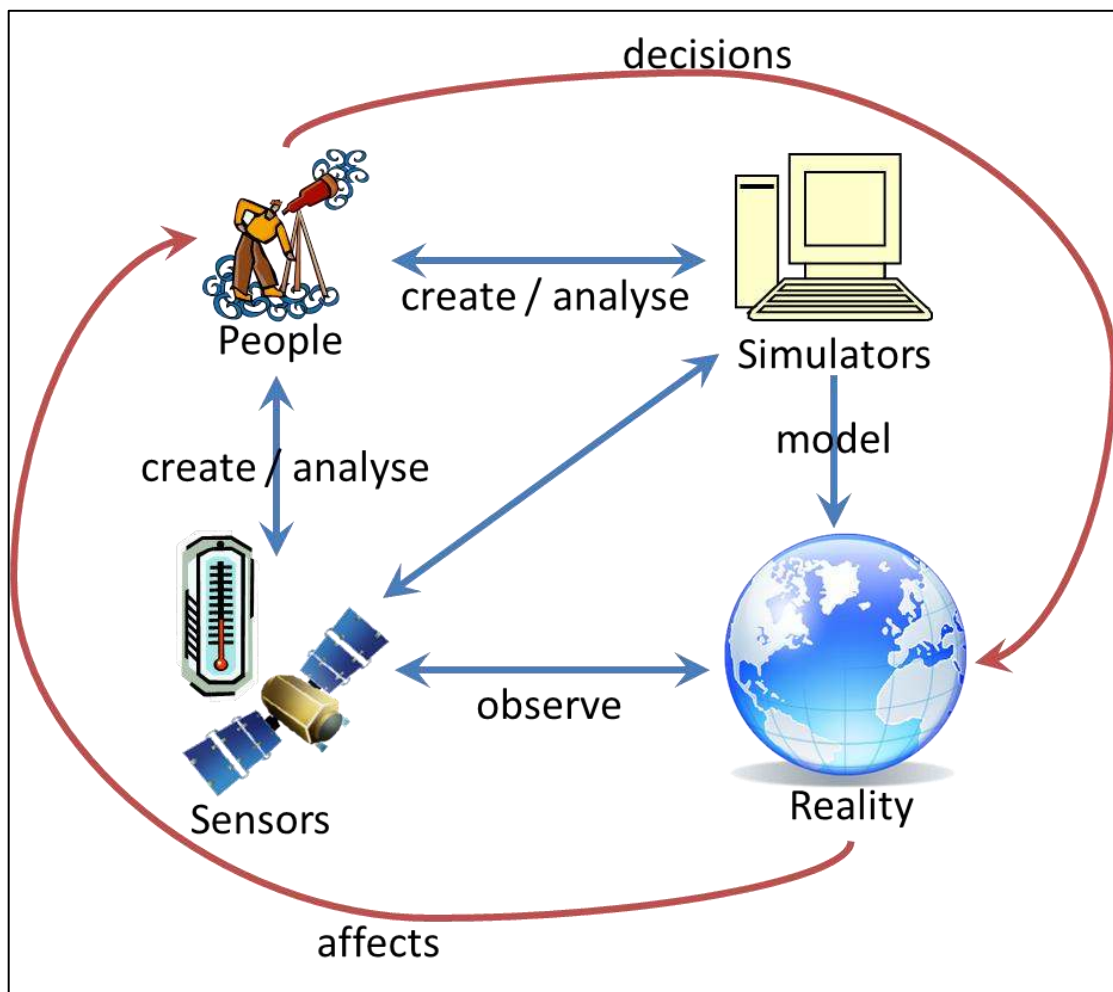 decisions
create / analyse
People
Simulators
model
create / analyse
observe
Sensors
Reality
affects